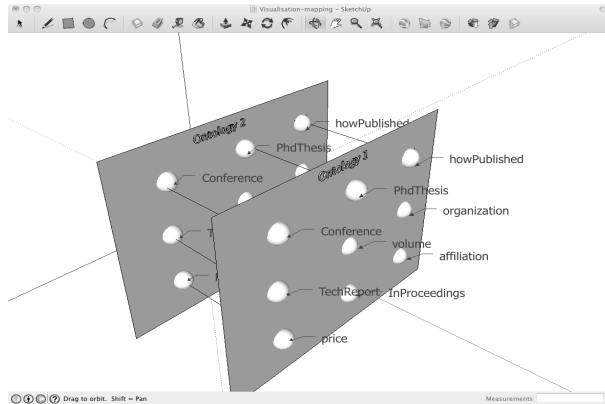 Visualisation-mapping - SketchUp
Ontology 2
howPublished
PhdThesis
Conference
T
Ontology 1
howPublished
PhdThesis
organization
Conference
volume
affiliation
TechReport
InProceedings
price
Drag to orbit. Shift = Pan
Measurements